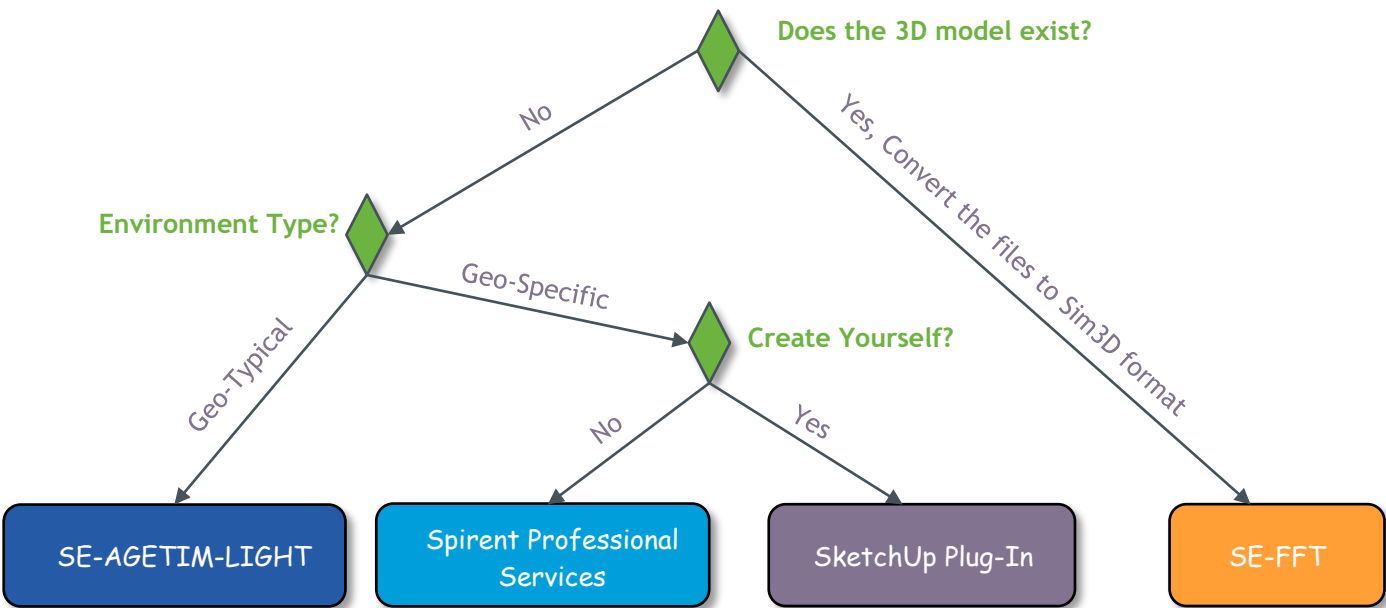 Does the 3D model exist?
No
Yes, Convert the files to Sim3D format
Environment Type?
Geo-Specific
Geo-Typical
Create Yourself?
No
Yes
SE-AGETIM-LIGHT
Spirent Professional
Services
SketchUp Plug-In
SE-FFT